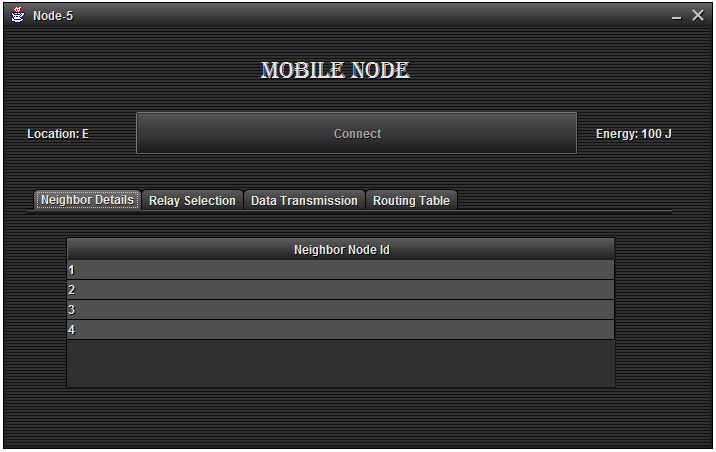 Node-5
MOBILE NODE
Location: E Connect Energy: 100 J
Neighbor Details Relay Selection Data Transmission Routing Table
Neighbor Node Id
1
2
3
4